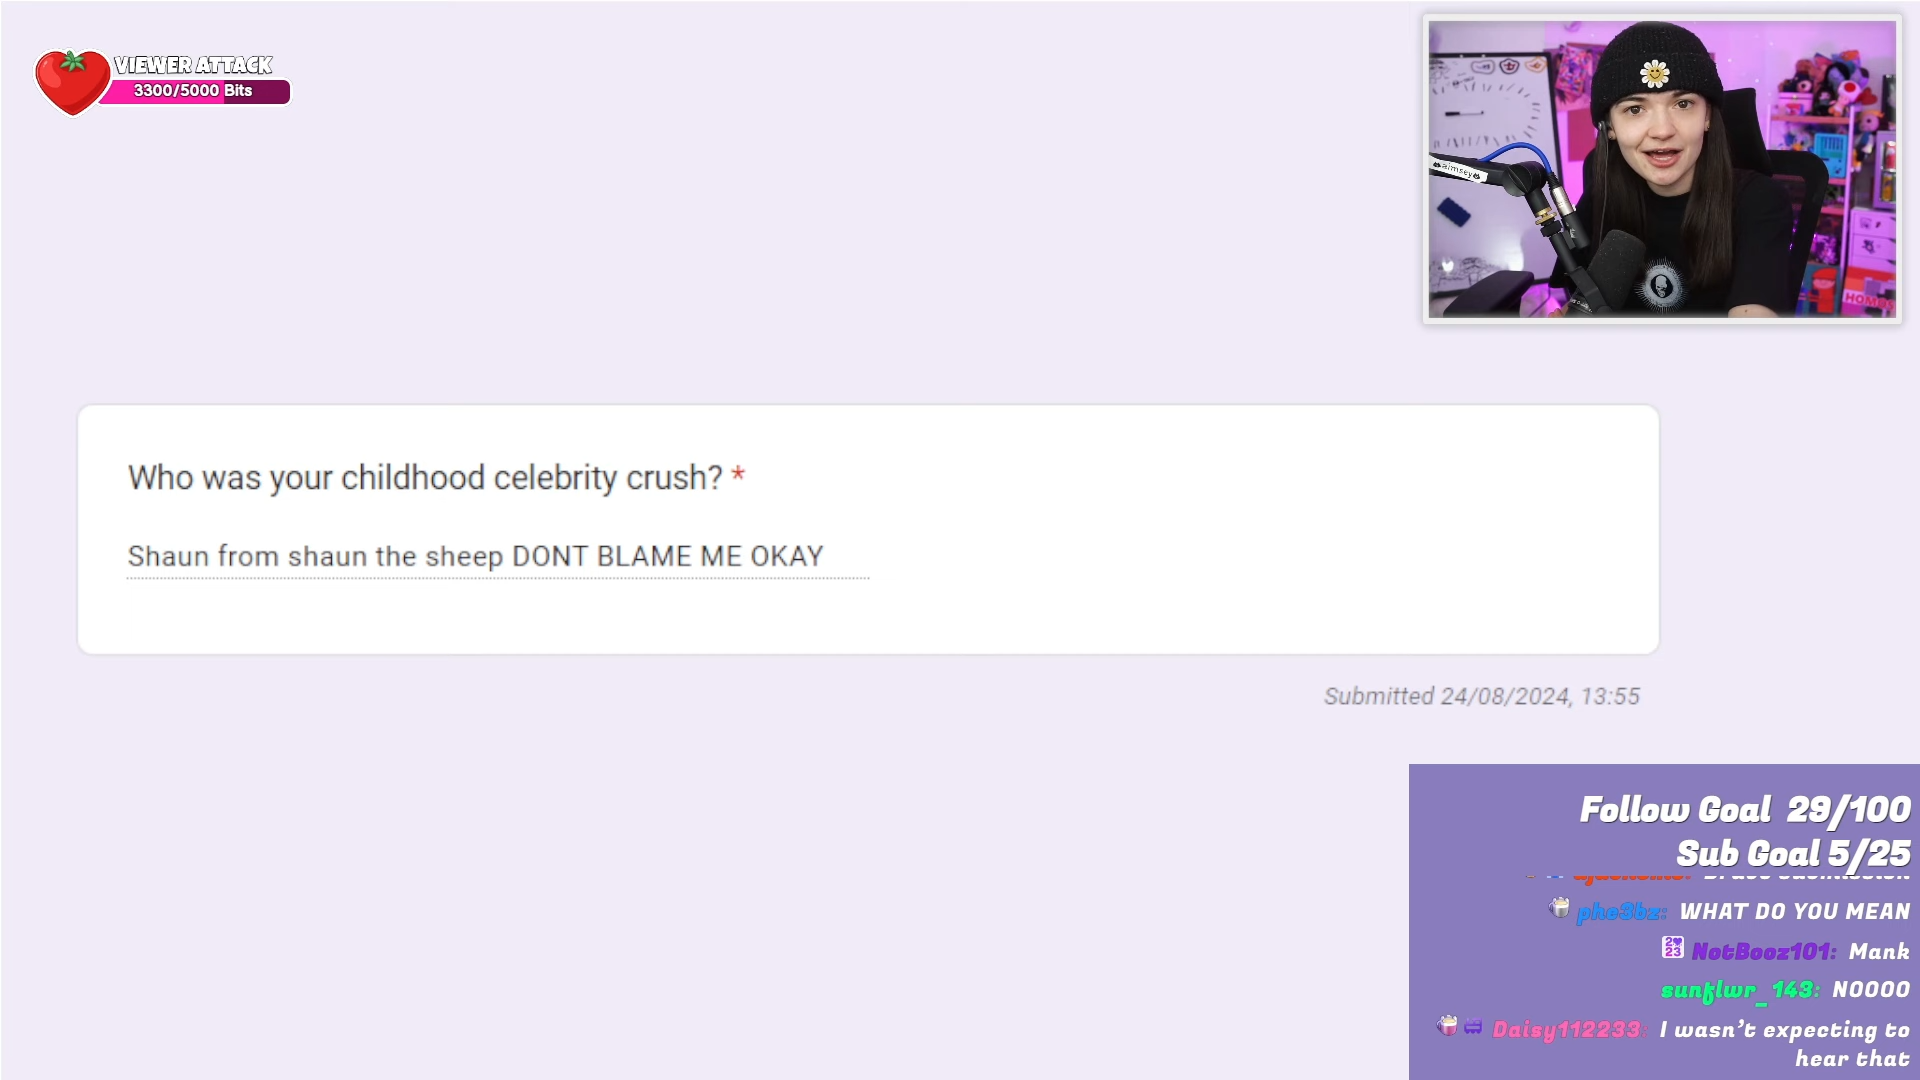 VIEWER ATTACK
3300/5000 Bits
aimsey
HOMOS
Who was your childhood celebrity crush? *
Shaun from shaun the sheep DONT BLAME ME OKAY
Submitted 24/08/2024, 13:55
Follow Goal 29/100
Sub Goal 5/25
phe3bz: WHAT DO YOU MEAN
NotBooz101: Mank
sunflwr_143: NOOOO
Daisy112233: I wasn’t expecting to
hear that